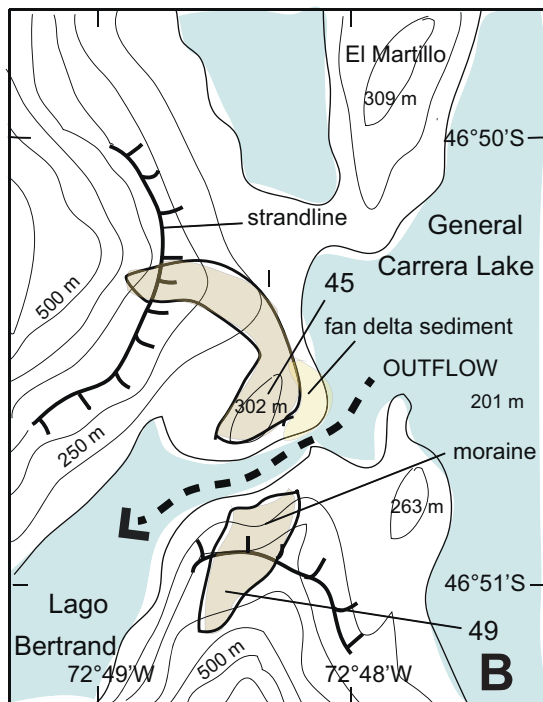 El Martillo
309 m
46°50'S
strandline
General
Carrera Lake
45
500 m
fan delta sediment
OUTFLOW
302 m
201 m
250 m
moraine
263 m
46°51'S
Lago
Bertrand
49
500 m
72°49'W
72°48'W
B